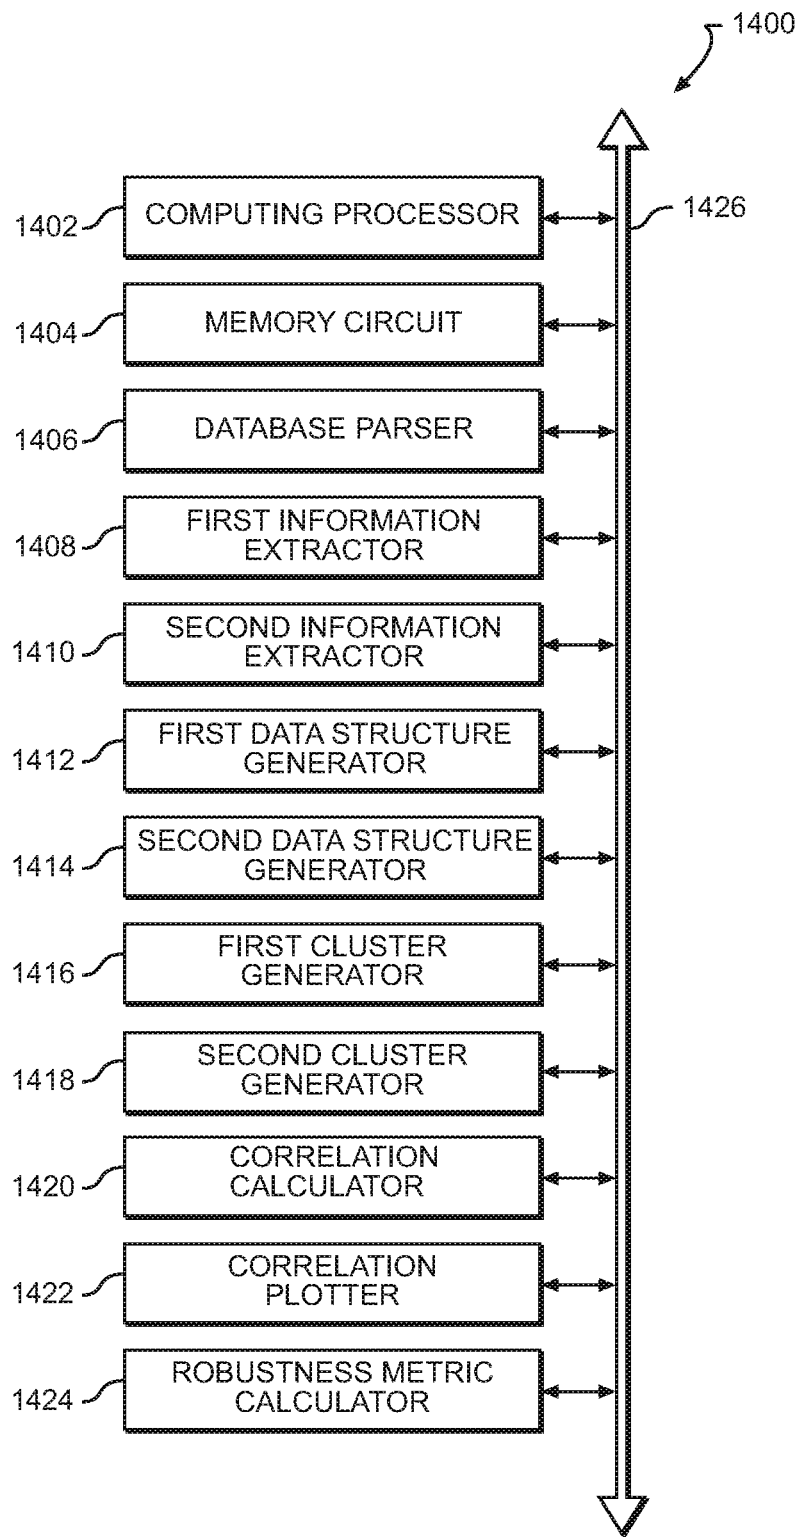 1400
1426
1402
COMPUTING PROCESSOR
1404
MEMORY CIRCUIT
1406
DATABASE PARSER
1408
FIRST INFORMATION
EXTRACTOR
1410
SECOND INFORMATION
EXTRACTOR
1412
FIRST DATA STRUCTURE
GENERATOR
1414
SECOND DATA STRUCTURE
GENERATOR
1416
FIRST CLUSTER
GENERATOR
1418
SECOND CLUSTER
GENERATOR
1420
CORRELATION
CALCULATOR
1422
CORRELATION
PLOTTER
1424
ROBUSTNESS METRIC
CALCULATOR